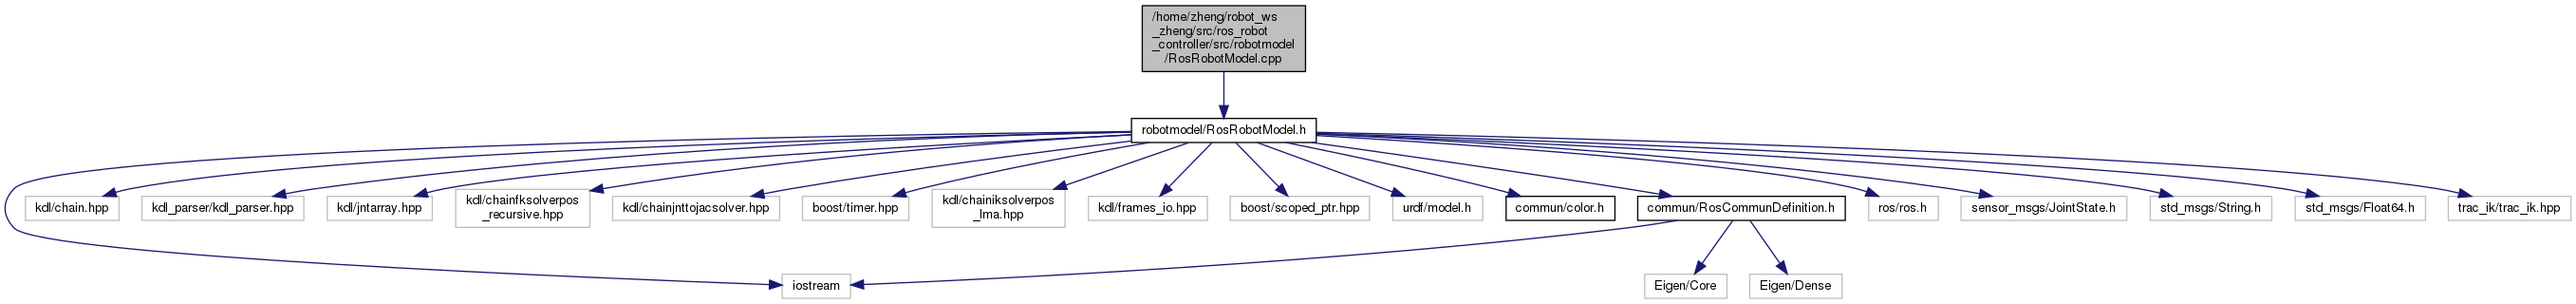 /home/zheng/robot_ws
_zheng/src/ros_robot
_controller/src/robotmodel
/RosRobotModel.cpp
robotmodel/RosRobotModel.h
kdl/chain.hpp
kdl_parser/kdl_parser.hpp
kdl/jntarray.hpp
kdl/chainfksolverpos
_recursive.hpp
kdl/chainjnttojacsolver.hpp
boost/timer.hpp
kdl/chainiksolverpos
_lma.hpp
kdl/frames_io.hpp
boost/scoped_ptr.hpp
urdf/model.h
commun/color.h
commun/RosCommunDefinition.h
ros/ros.h
sensor_msgs/JointState.h
std_msgs/String.h
std_msgs/Float64.h
trac_ik/trac_ik.hpp
iostream
Eigen/Core
Eigen/Dense